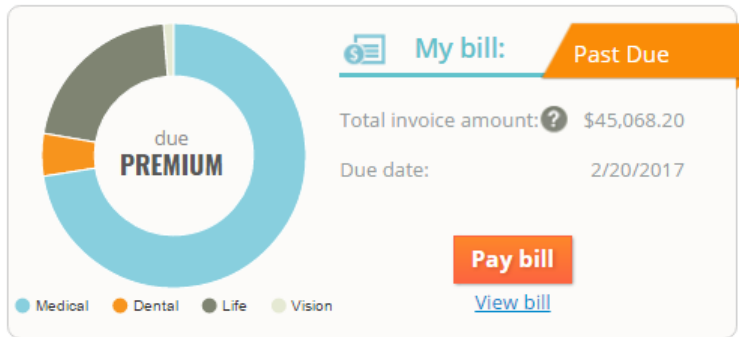 My bill:
Past Due
due
PREMIUM
Total invoice amount: ? $45,068.20
Due date: 2/20/2017
Pay bill
View bill
Medical Dental Life Vision